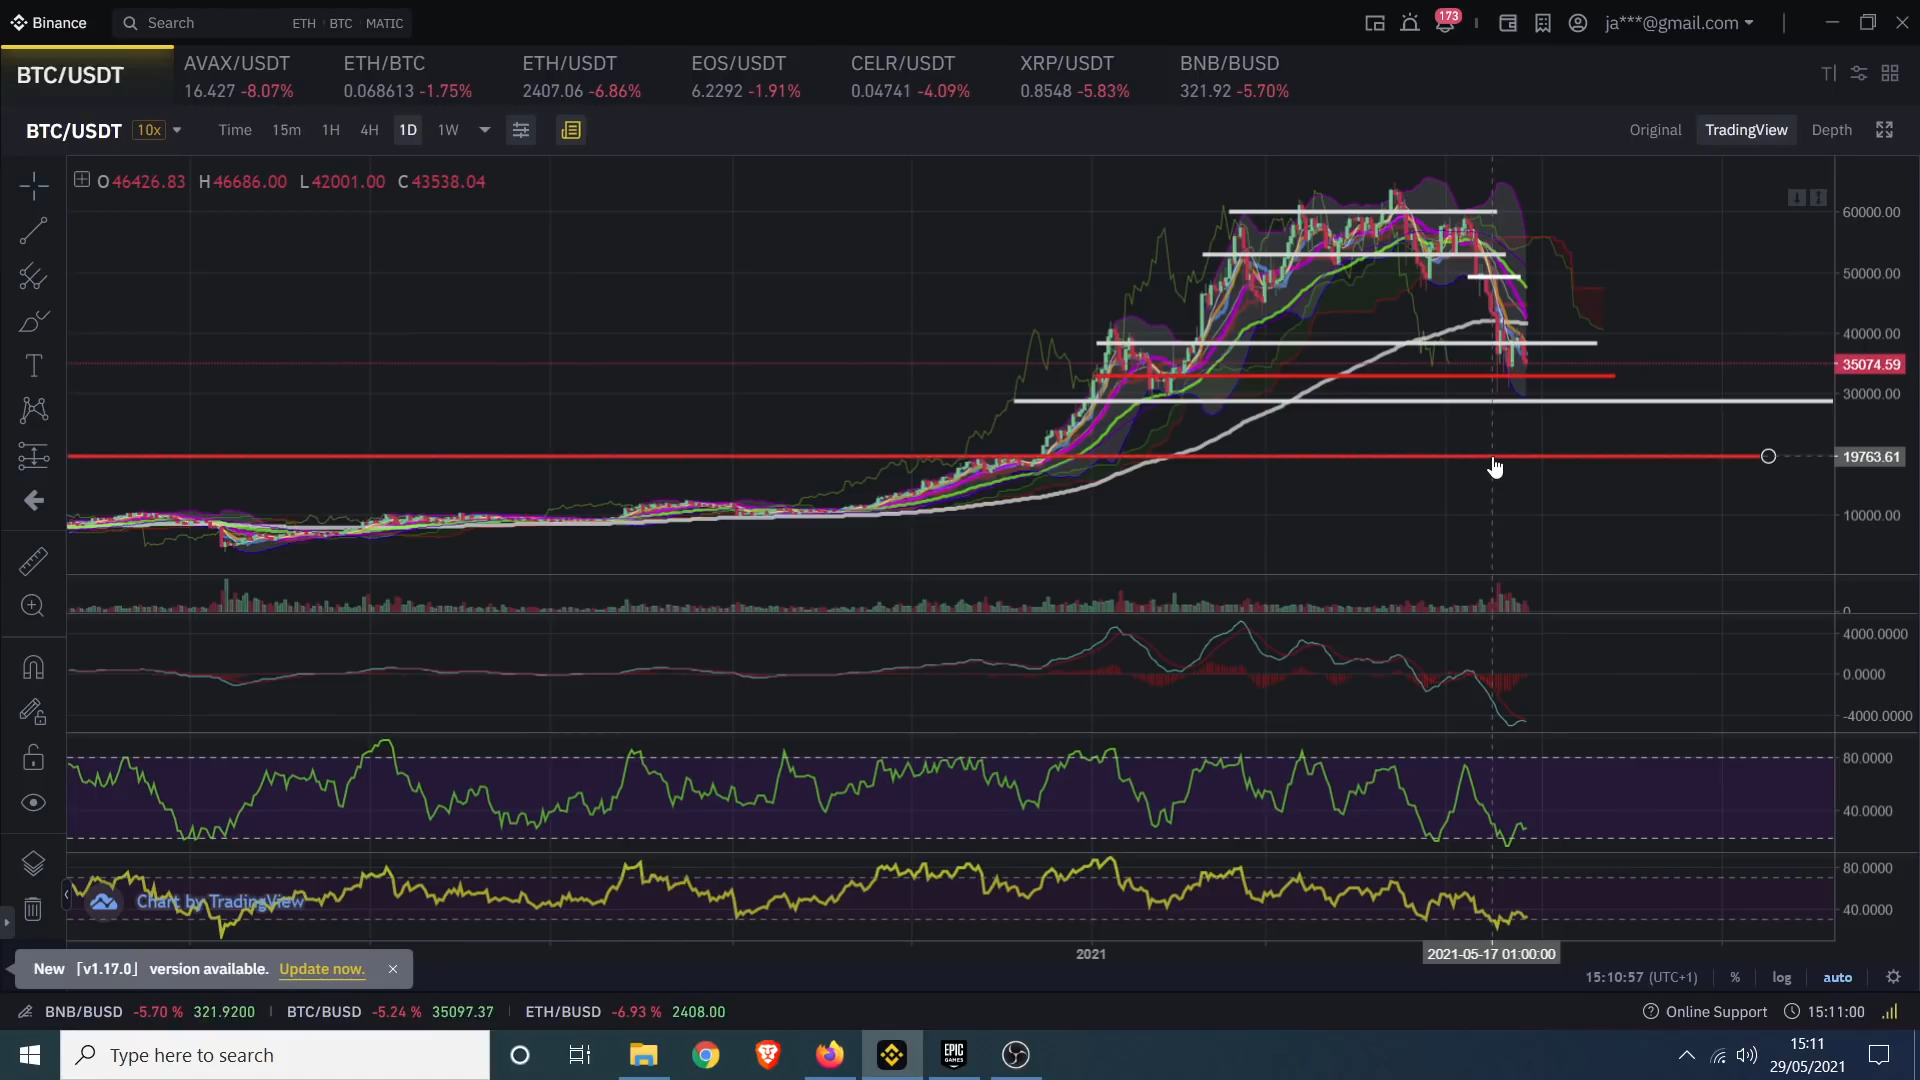 Binance Search ETH BTC MATIC 173 ja***@gmail.com
BTC/USDT
AVAX/USDT ETH/BTC ETH/USDT EOS/USDT CELR/USDT XRP/USDT BNB/BUSD
16.427 -8.07% 0.068613 -1.75% 2407.06 -6.86% 6.2292 -1.91% 0.04741 -4.09% 0.8548 -5.83% 321.92 -5.70%
BTC/USDT 10x Time 15m 1H 4H 1D 1W Original TradingView Depth
O46426.83 H46686.00 L42001.00 C43538.04
60000.00
50000.00
40000.00
35074.59
30000.00
19763.61
10000.00
0
4000.0000
0.0000
-4000.0000
80.0000
40.0000
80.0000
Chart by TradingView
40.0000
2021 2021-05-17 01:00:00
New「v1.17.0」 version available. Update now. ×
15:10:57 (UTC+1) % log auto
BNB/BUSD -5.70 % 321.9200 BTC/BUSD -5.24 % 35097.37 ETH/BUSD -6.93 % 2408.00 Online Support 15:11:00
Type here to search
EPIC GAMES
15:11
29/05/2021